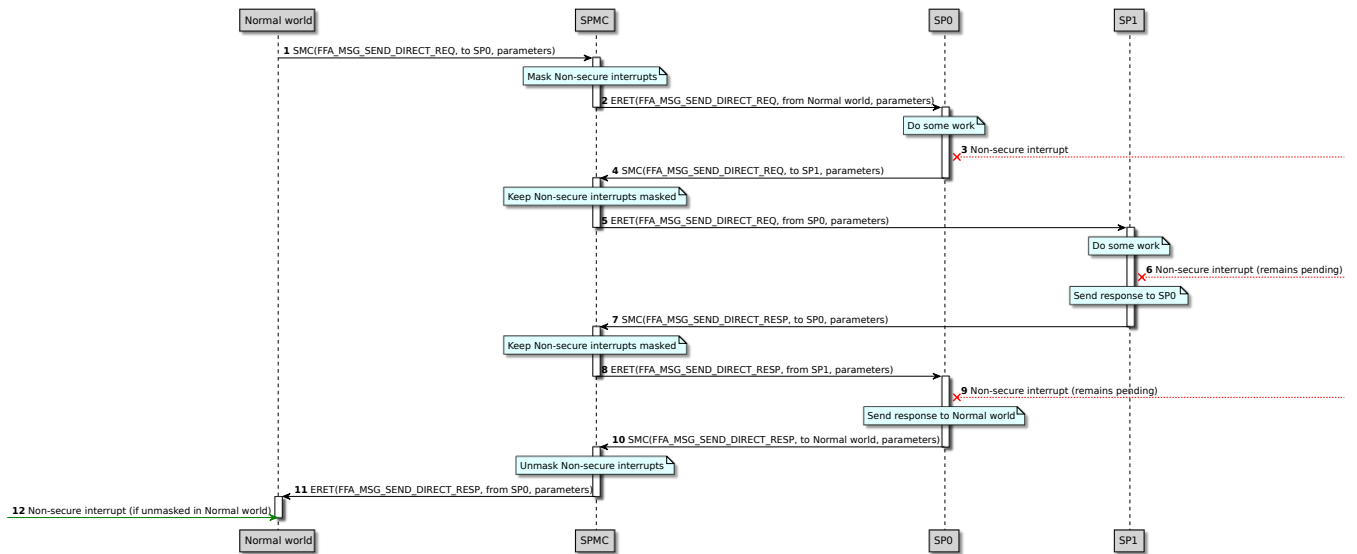 Normal world
SPMC
SP0
SP1
1 SMC(FFA_MSG_SEND_DIRECT_REQ, to SP0, parameters)
Mask Non-secure interrupts
2 ERET(FFA_MSG_SEND_DIRECT_REQ, from Normal world, parameters)
Do some work
3 Non-secure interrupt
4 SMC(FFA_MSG_SEND_DIRECT_REQ, to SP1, parameters)
Keep Non-secure interrupts masked
5 ERET(FFA_MSG_SEND_DIRECT_REQ, from SP0, parameters)
Do some work
6 Non-secure interrupt (remains pending)
Send response to SP0
7 SMC(FFA_MSG_SEND_DIRECT_RESP, to SP0, parameters)
Keep Non-secure interrupts masked
8 ERET(FFA_MSG_SEND_DIRECT_RESP, from SP1, parameters)
9 Non-secure interrupt (remains pending)
Send response to Normal world
10 SMC(FFA_MSG_SEND_DIRECT_RESP, to Normal world, parameters)
Unmask Non-secure interrupts
11 ERET(FFA_MSG_SEND_DIRECT_RESP, from SP0, parameters)
12 Non-secure interrupt (if unmasked in Normal world)
Normal world
SPMC
SP0
SP1